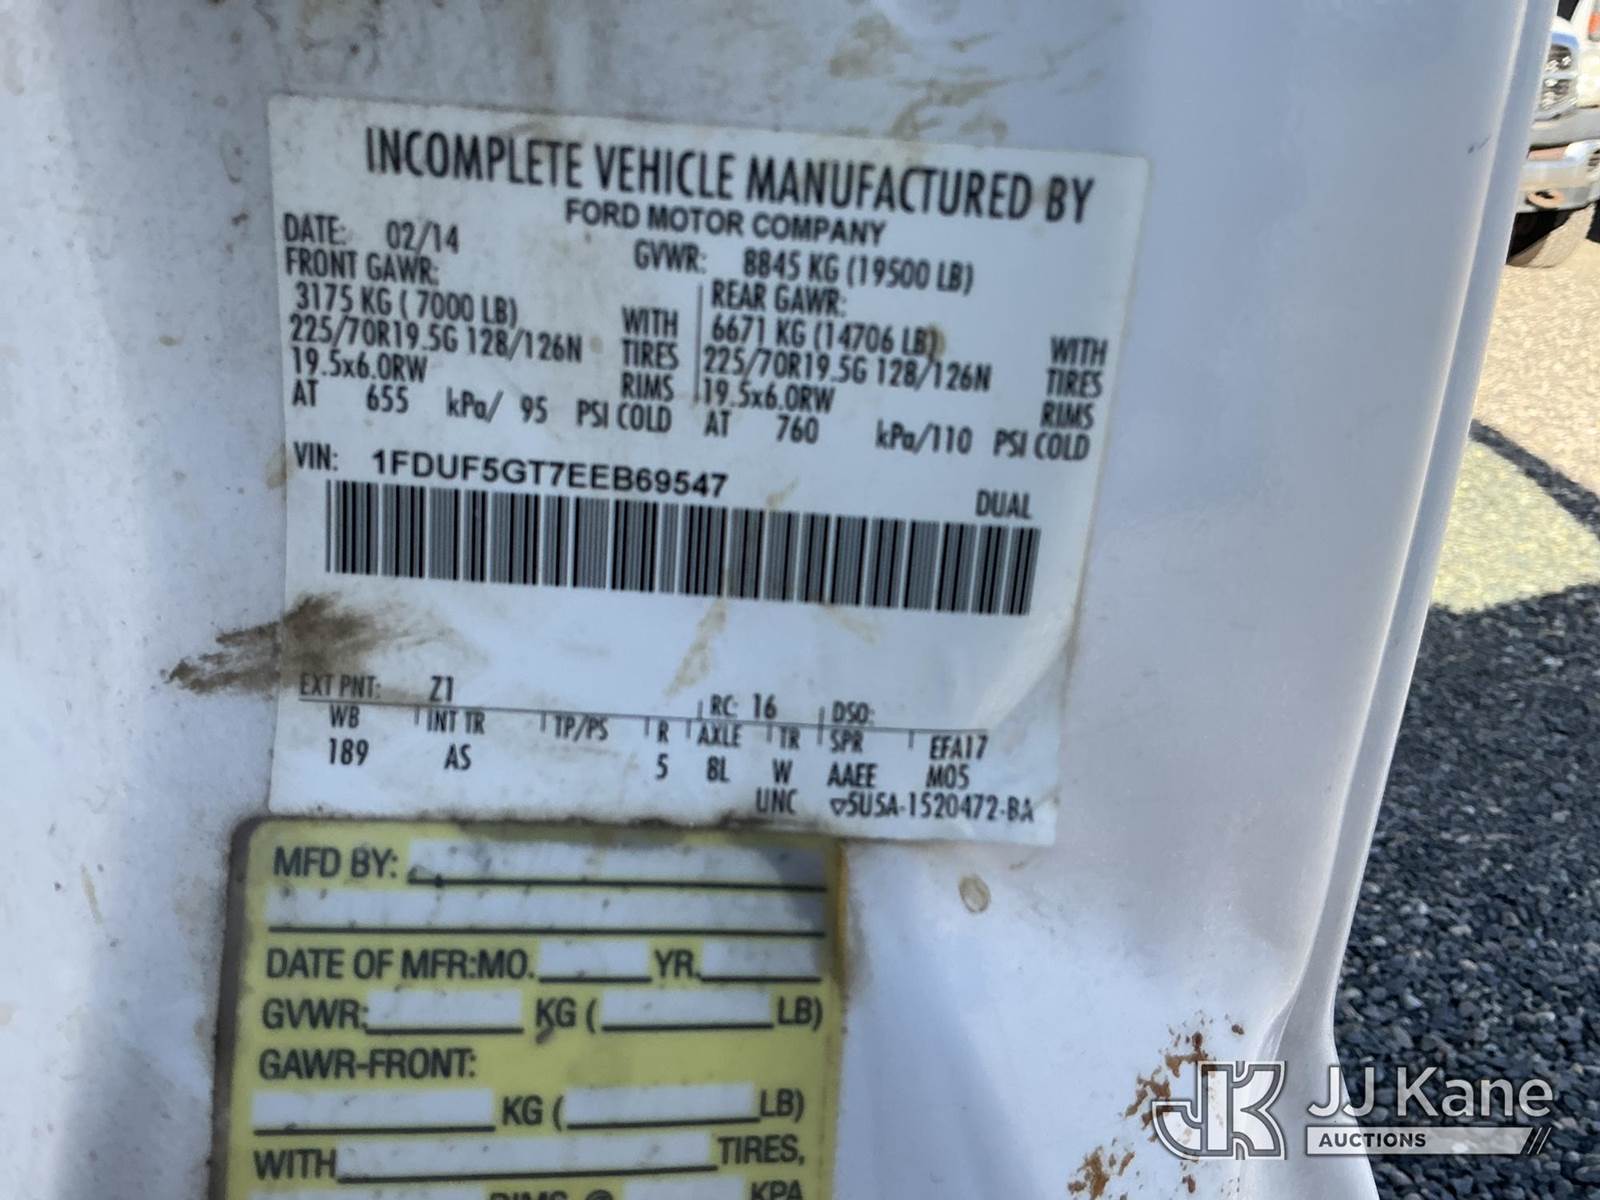 INCOMPLETE VEHICLE MANUFACTURED BY
FORD MOTOR COMPANY
DATE: 02/14 GVWR: 8845 KG (19500 LB)
FRONT GAWR: REAR GAWR:
3175 KG ( 7000 LB) WITH 6671 KG (14706 LB) WITH
225/70R19.5G 128/126N TIRES 225/70R19.5G 128/126N TIRES
19.5x6.0RW RIMS 19.5x6.0RW RIMS
AT 655 kPa/ 95 PSI COLD AT 760 kPa/110 PSI COLD
VIN: 1FDUF5GT7EEB69547
DUAL
EXT PNT: Z1 RC: 16 DSO:
WB INT TR TP/PS R AXLE TR SPR EFA17
189 AS 5 8L W AAEE M05
UNC ▽5U5A-1520472-BA
MFD BY:
DATE OF MFR:MO. YR.
GVWR: KG ( LB)
GAWR-FRONT:
KG ( LB)
WITH TIRES,
RIMS @ KPA
JK JJ Kane
AUCTIONS